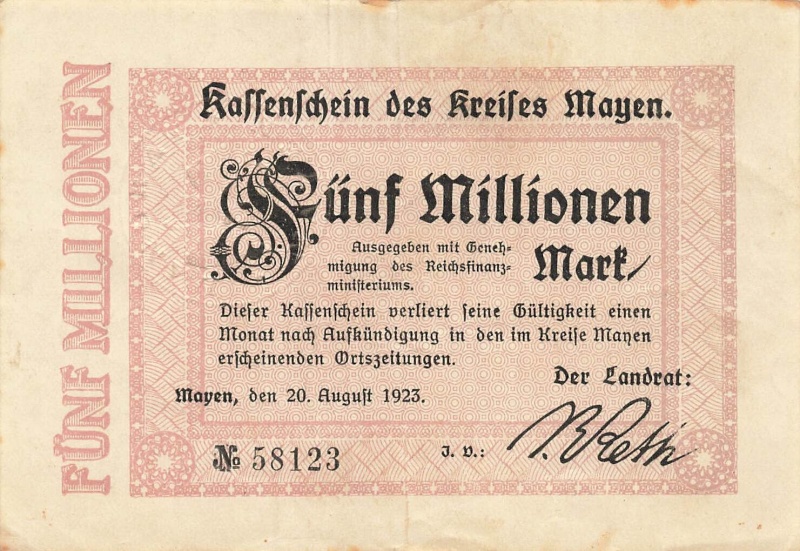 FÜNF MILLIONEN
Kassenschein des Kreises Mayen.
Fünf Millionen
Mark
Ausgegeben mit Geneh-
migung des Reichsfinanz-
ministeriums.
Dieser Kassenschein verliert seine Gültigkeit einen
Monat nach Aufkündigung in den im Kreise Mayen
erscheinenden Ortszeitungen.
Der Landrat:
Mayen, den 20. August 1923.
№ 58123
J. V.: